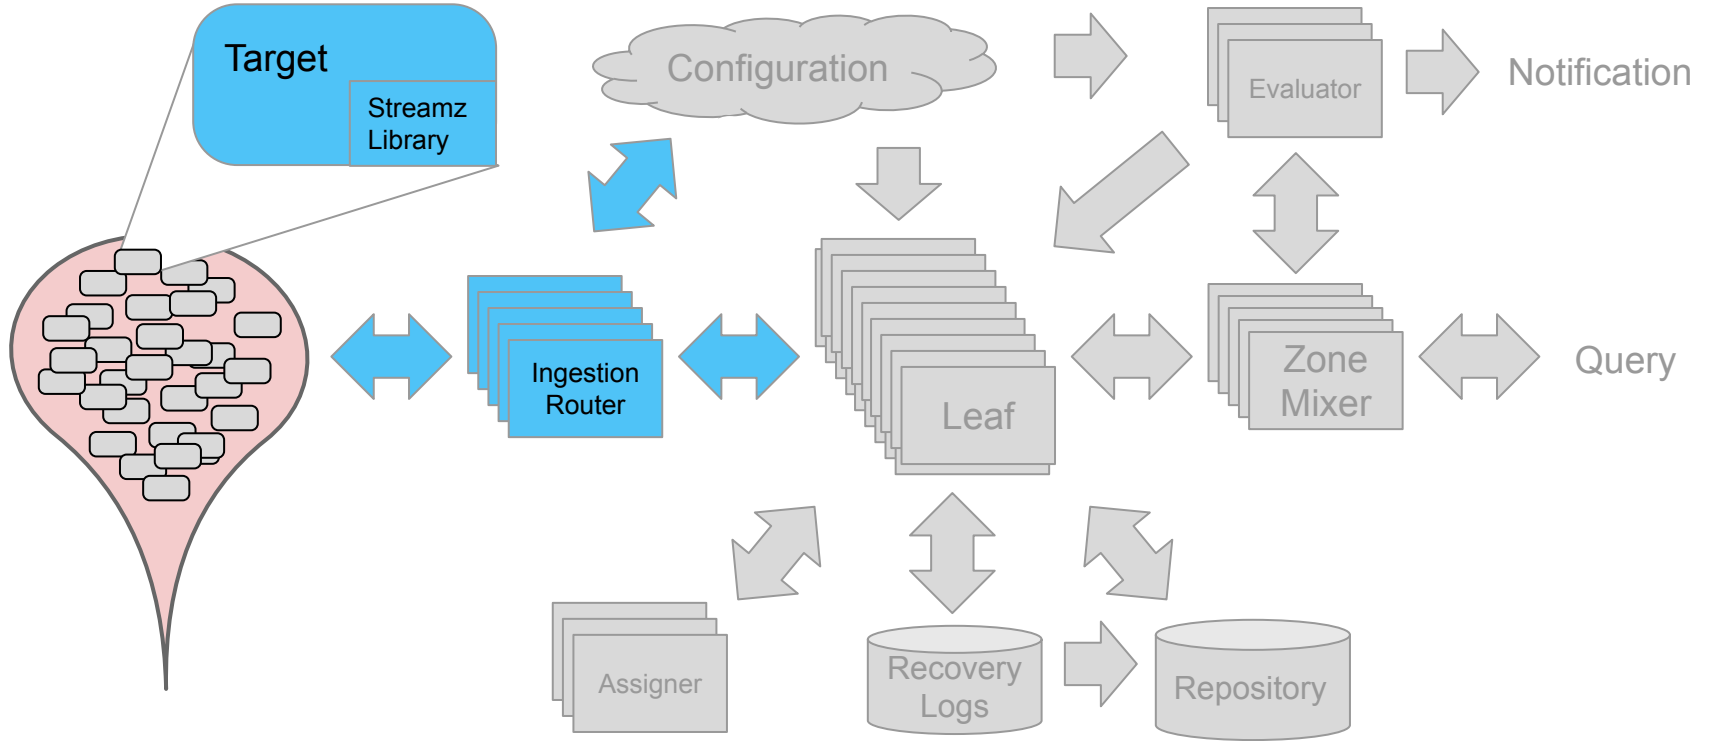 Target
Streamz
Library
Configuration
Evaluator
Notification
Ingestion
Router
Leaf
Zone
Mixer
Query
Assigner
Recovery
Logs
Repository